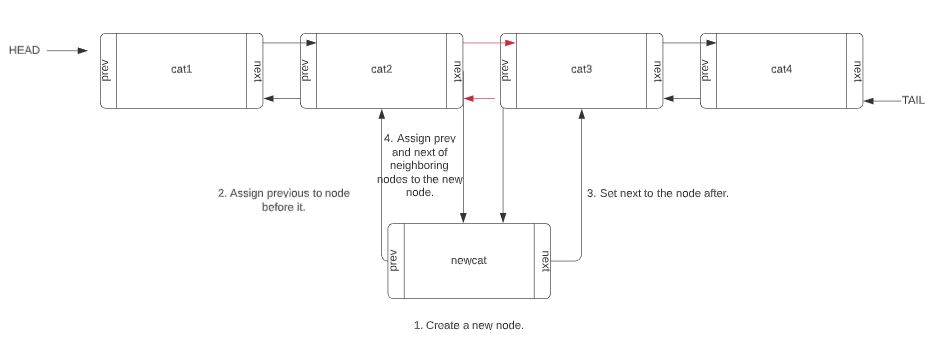 HEAD
prev
cat1
next
prev
cat2
next
prev
cat3
next
prev
cat4
next
TAIL
4. Assign prev
and next of
neighboring
nodes to the new
node.
2. Assign previous to node
before it.
3. Set next to the node after.
prev
newcat
next
1. Create a new node.